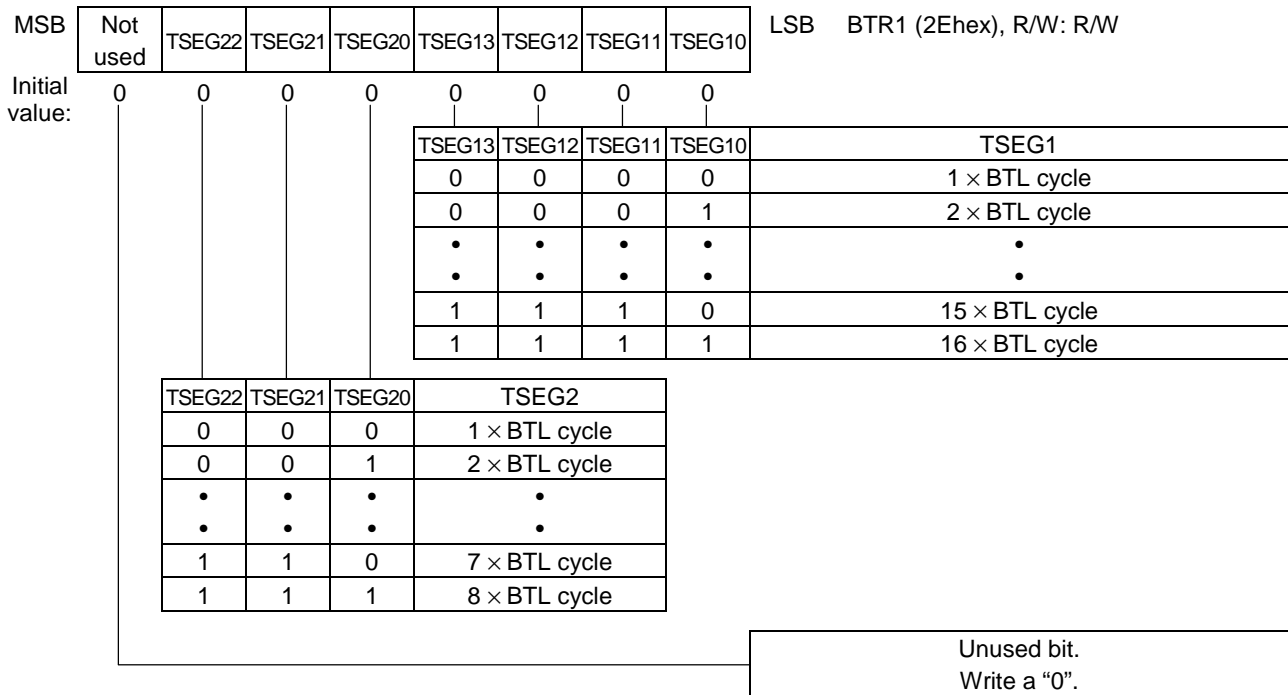 MSB Not used TSEG22 TSEG21 TSEG20 TSEG13 TSEG12 TSEG11 TSEG10 LSB BTR1 (2Ehex), R/W: R/W
Initial value: 0 0 0 0 0 0 0 0
TSEG13 TSEG12 TSEG11 TSEG10 TSEG1
0 0 0 0 1 × BTL cycle
0 0 0 1 2 × BTL cycle
• • • • •
• • • • •
1 1 1 0 15 × BTL cycle
1 1 1 1 16 × BTL cycle
TSEG22 TSEG21 TSEG20 TSEG2
0 0 0 1 × BTL cycle
0 0 1 2 × BTL cycle
• • • •
• • • •
1 1 0 7 × BTL cycle
1 1 1 8 × BTL cycle
Unused bit.
Write a “0”.